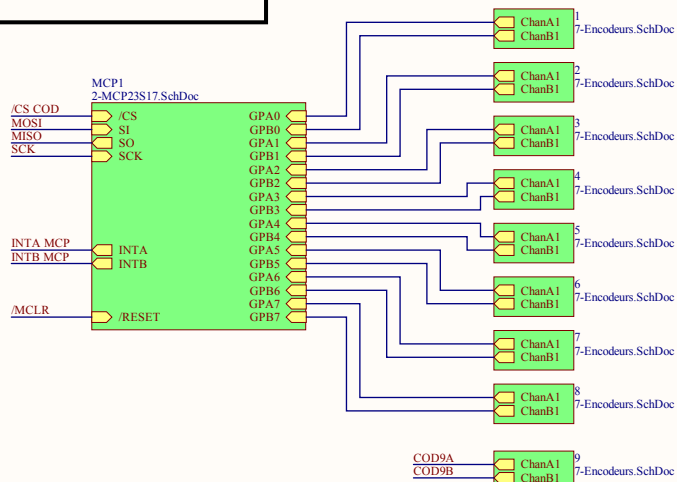 MCP1
2-MCP23S17.SchDoc
/CS COD
MOSI
MISO
SCK
INTA MCP
INTB MCP
/MCLR
/CS
SI
SO
SCK
INTA
INTB
/RESET
GPA0
GPB0
GPA1
GPB1
GPA2
GPB2
GPA3
GPB3
GPA4
GPB4
GPA5
GPB5
GPA6
GPB6
GPA7
GPB7
1
ChanA1
ChanB1
7-Encodeurs.SchDoc
2
ChanA1
ChanB1
7-Encodeurs.SchDoc
3
ChanA1
ChanB1
7-Encodeurs.SchDoc
4
ChanA1
ChanB1
7-Encodeurs.SchDoc
5
ChanA1
ChanB1
7-Encodeurs.SchDoc
6
ChanA1
ChanB1
7-Encodeurs.SchDoc
7
ChanA1
ChanB1
7-Encodeurs.SchDoc
8
ChanA1
ChanB1
7-Encodeurs.SchDoc
COD9A
COD9B
9
ChanA1
ChanB1
7-Encodeurs.SchDoc